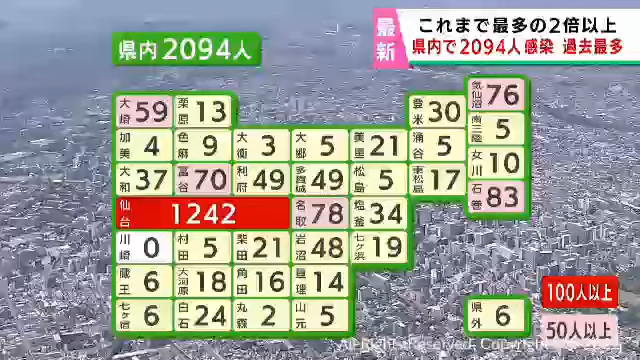 最新
これまで最多の2倍以上
県内で2094人感染 過去最多
県内2094人
大崎 59 栗原 13 登米 30 気仙沼 76
南三陸 5
加美 4 色麻 9 大衡 3 大郷 5 美里 21 涌谷 5 女川 10
大和 37 富谷 70 利府 49 多賀城 49 松島 5 東松島 17 石巻 83
仙台 1242 名取 78 塩釜 34
川崎 0 村田 5 柴田 21 岩沼 48 七ヶ浜 19
蔵王 6 大河原 18 角田 16 亘理 14
七ヶ宿 6 白石 24 丸森 2 山元 5
県外 6
100人以上
50人以上
All Rights Reserved, Copyright